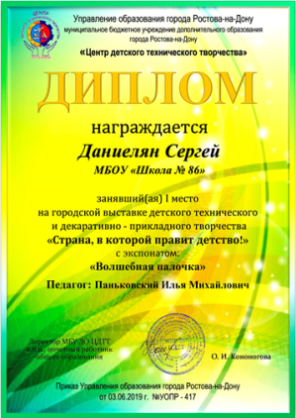 Управление образования города Ростова-на-Дону
муниципальное бюджетное учреждение дополнительного образования
города Ростова-на-Дону
«Центр детского технического творчества»
ДИПЛОМ
награждается
Даниелян Сергей
МБОУ «Школа № 86»
занявший(ая) I место
на городской выставке детского технического
и декаративно - прикладного творчества
«Страна, в которой правит детство!»
с экспонатом:
«Волшебная палочка»
Педагог: Паньковский Илья Михайлович
Директор МБУ ДО ЦДТТ
работник
образования
О. И. Кононогова
Приказ Управления образования города Ростова-на-Дону
от 03.06.2019 г. №УОПР - 417